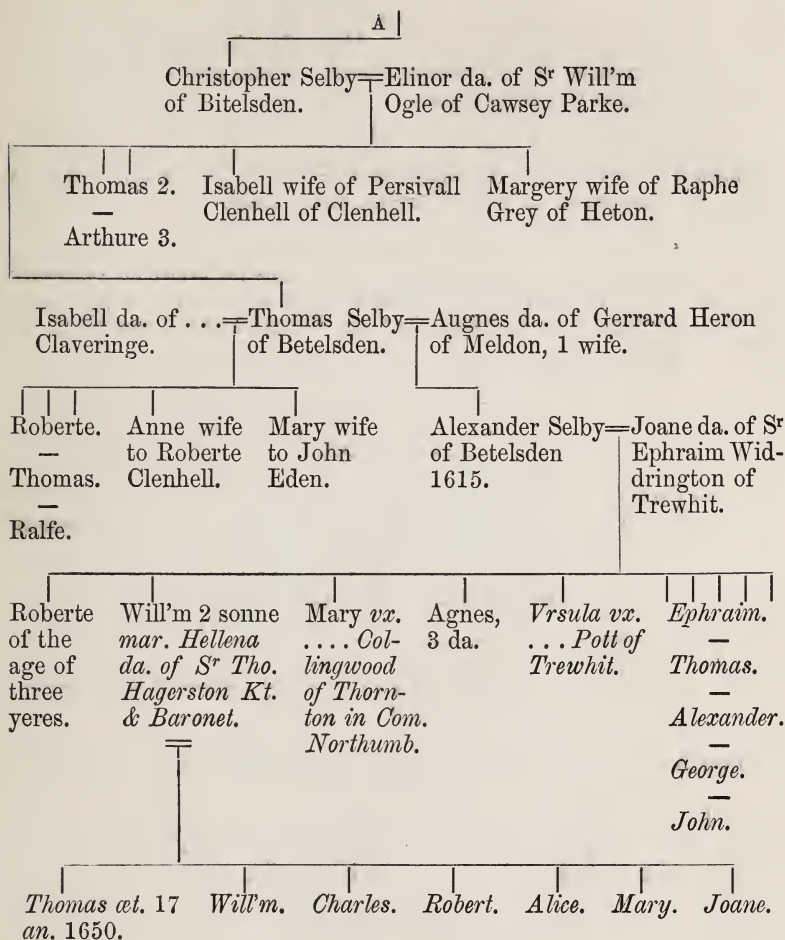 A
Christopher Selby=Elinor da. of Sʳ Will'm
of Bitelsden. Ogle of Cawsey Parke.
Thomas 2. Isabell wife of Persivall Margery wife of Raphe
— Clenhell of Clenhell. Grey of Heton.
Arthure 3.
Isabell da. of . . .=Thomas Selby=Augnes da. of Gerrard Heron
Claveringe. of Betelsden. of Meldon, 1 wife.
Roberte. Anne wife Mary wife Alexander Selby=Joane da. of Sʳ
— to Roberte to John of Betelsden Ephraim Wid-
Thomas. Clenhell. Eden. 1615. drington of
— Trewhit.
Ralfe.
Roberte Will'm 2 sonne Mary vx. Agnes, Vrsula vx. Ephraim.
of the mar. Hellena . . . . Col- 3 da. . . . Pott of —
age of da. of Sʳ Tho. lingwood Trewhit. Thomas.
three Hagerston Kt. of Thorn- —
yeres. & Baronet. ton in Com. Alexander.
Northumb. —
George.
—
John.
Thomas æt. 17 Will'm. Charles. Robert. Alice. Mary. Joane.
an. 1650.